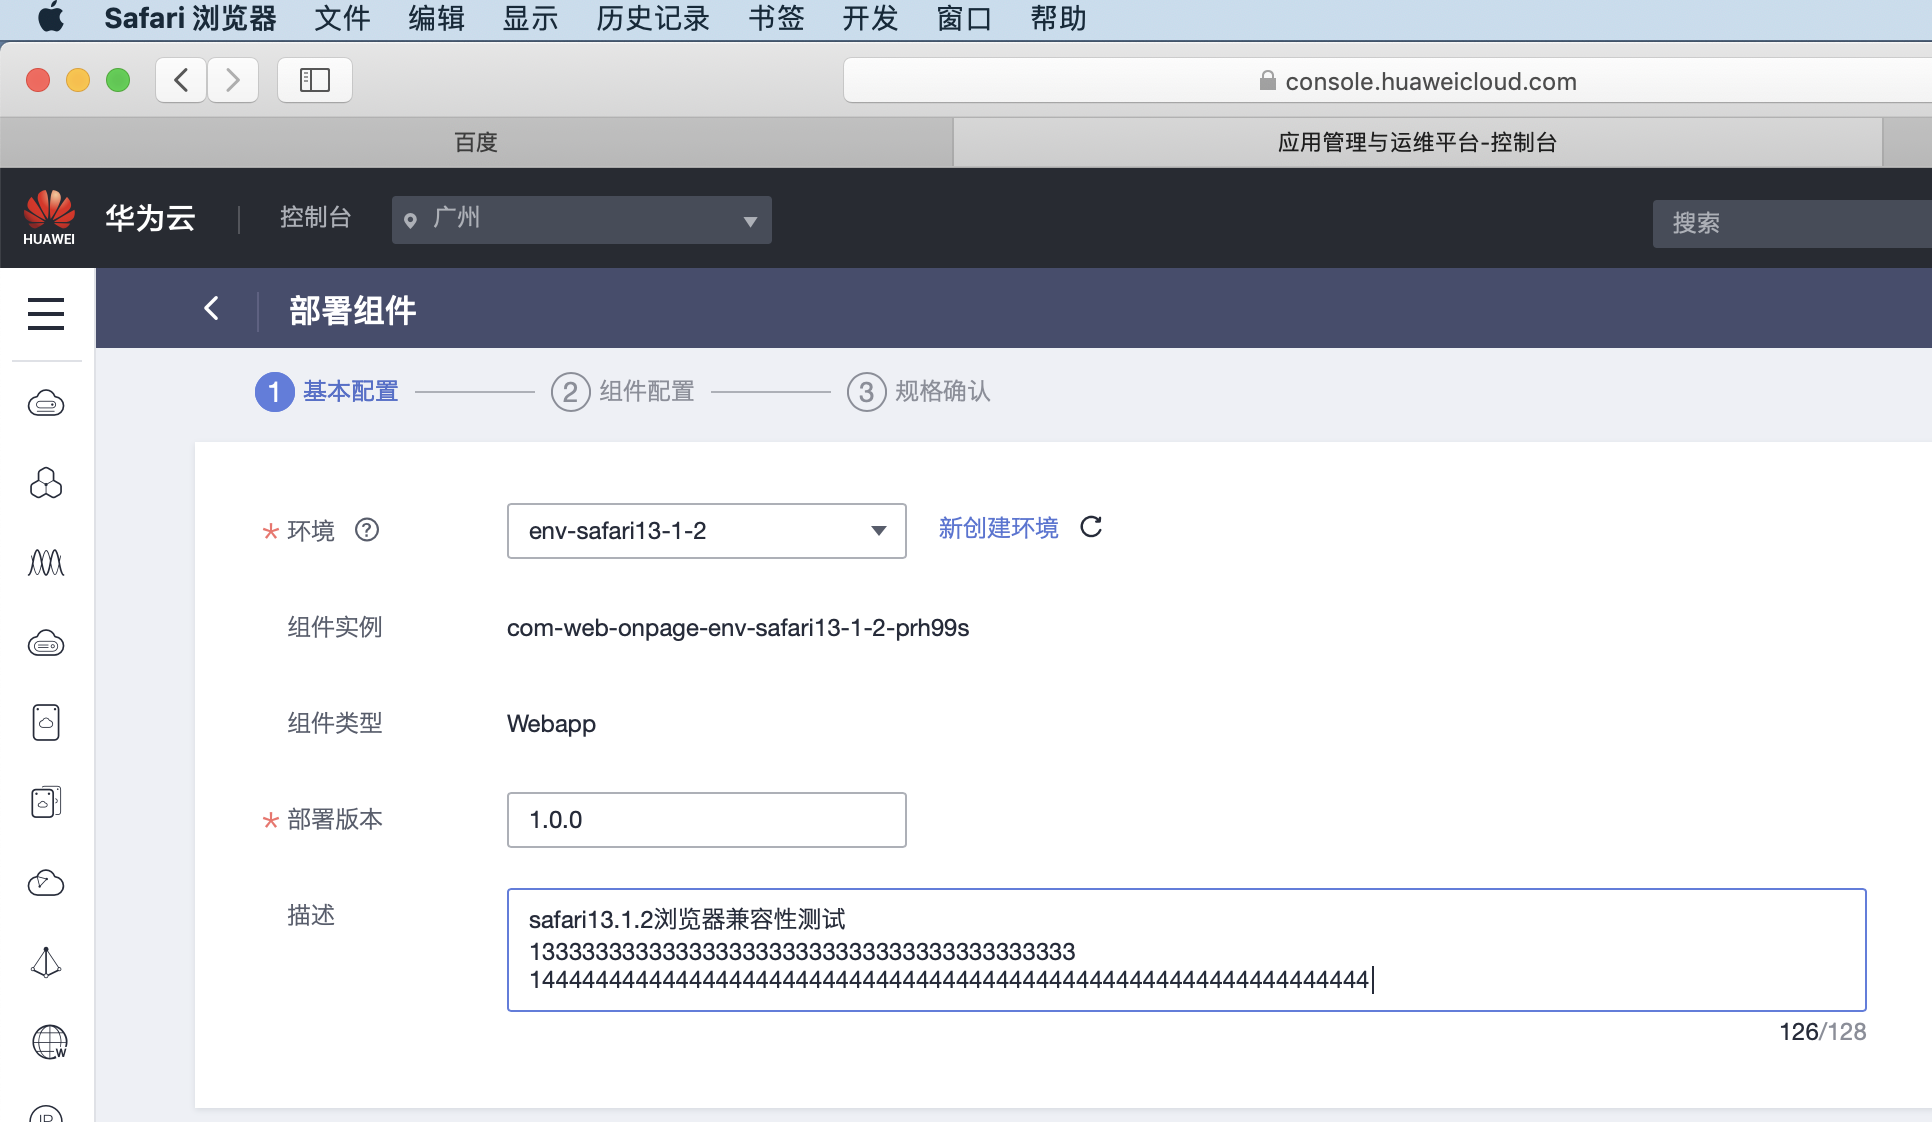 Safari 浏览器 文件 编辑 显示 历史记录 书签 开发 窗口 帮助
console.huaweicloud.com
百度 应用管理与运维平台-控制台
HUAWEI 华为云 控制台 广州 搜索
部署组件
1 基本配置 2 组件配置 3 规格确认
* 环境 ? env-safari13-1-2 新创建环境
组件实例 com-web-onpage-env-safari13-1-2-prh99s
组件类型 Webapp
* 部署版本 1.0.0
描述 safari13.1.2浏览器兼容性测试
13333333333333333333333333333333333333333
144444444444444444444444444444444444444444444444444444444444444
126/128
W
IP